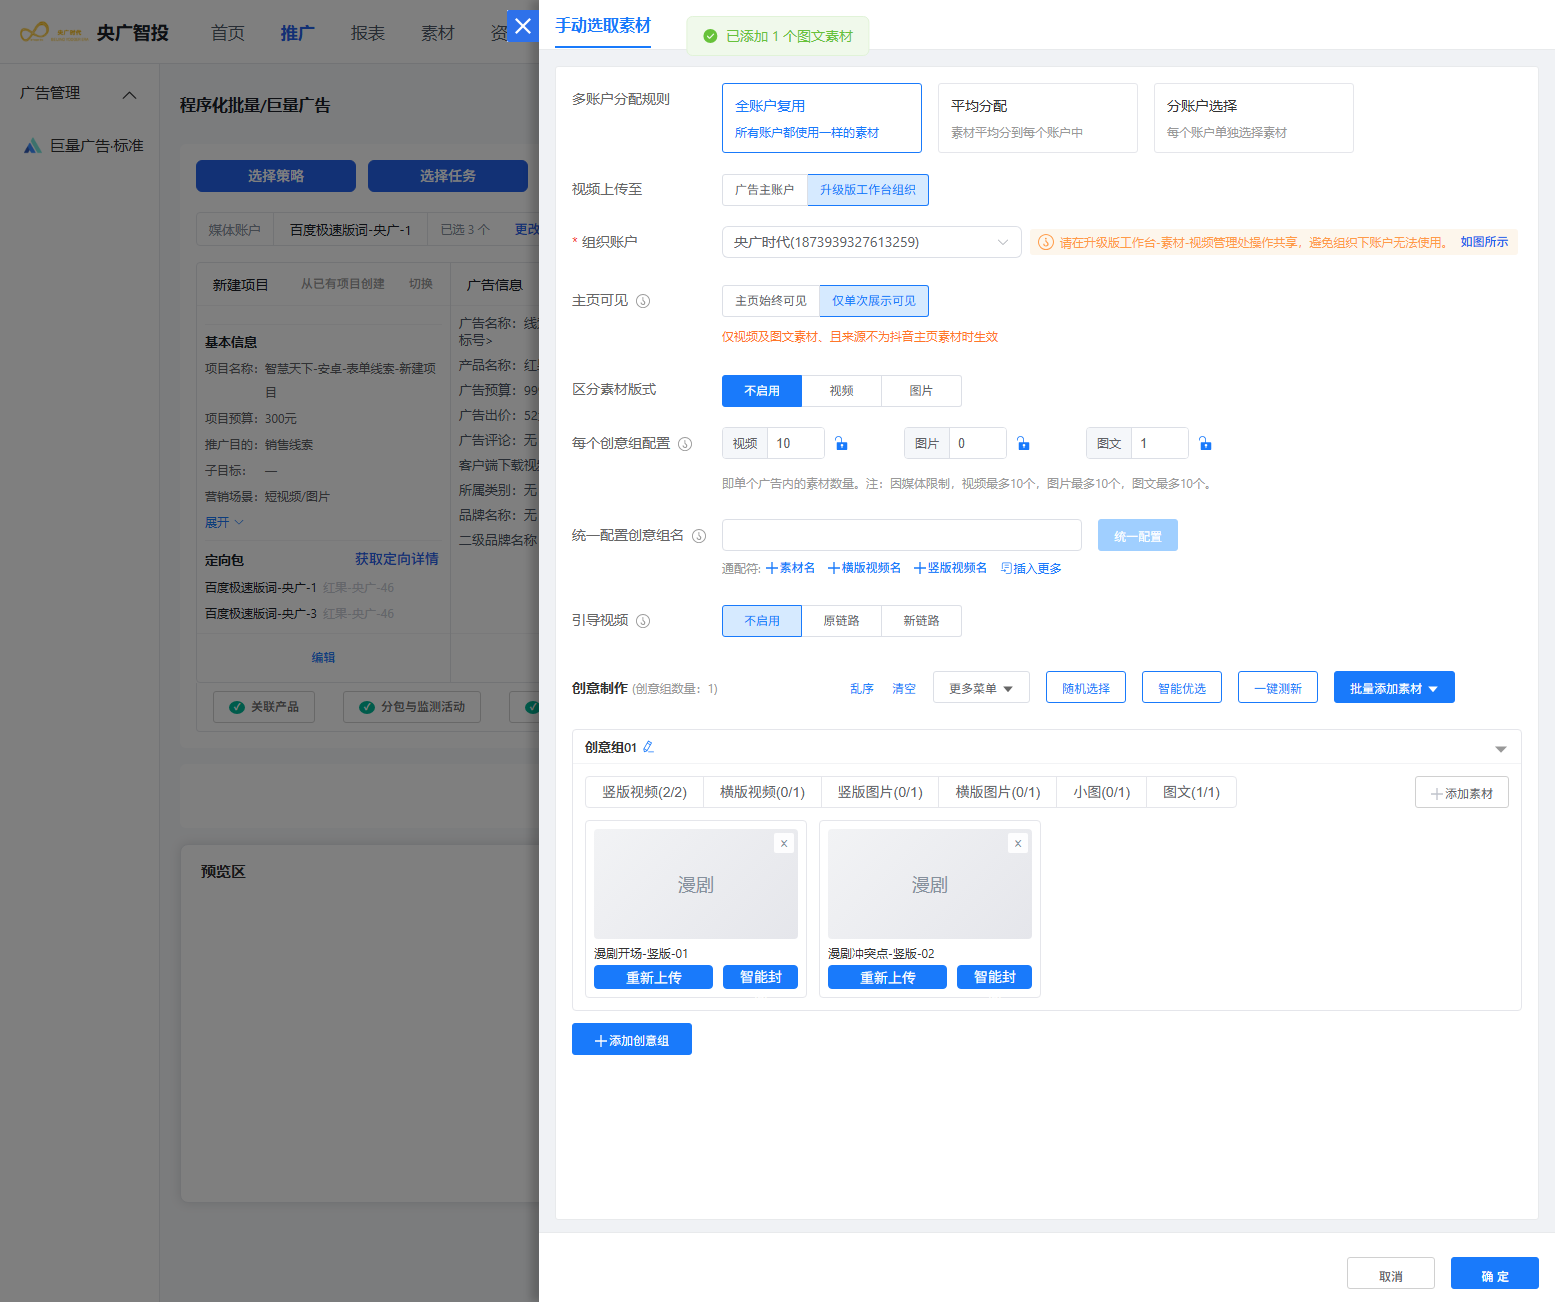 央广智投
首页
推广
报表
素材
资
广告管理
巨量广告·标准
程序化批量/巨量广告
选择策略
选择任务
媒体账户
百度极速版词-央广-1
已选 3 个
更改
新建项目
从已有项目创建
切换
广告信息
基本信息
项目名称: 智慧天下-安卓-表单线索-新建项目
项目预算: 300元
推广目的: 销售线索
子目标: —
营销场景: 短视频/图片
展开
广告名称: 线
标号>
产品名称: 红
广告预算: 99
广告出价: 52
广告评论: 无
客户端下载视
所属类别: 无
品牌名称: 无
二级品牌名称
定向包
获取定向详情
百度极速版词-央广-1 红果-央广-46
百度极速版词-央广-3 红果-央广-46
编辑
关联产品
分包与监测活动
预览区
手动选取素材
已添加 1 个图文素材
多账户分配规则
全账户复用
所有账户都使用一样的素材
平均分配
素材平均分到每个账户中
分账户选择
每个账户单独选择素材
视频上传至
广告主账户
升级版工作台组织
* 组织账户
央广时代(1873939327613259)
请在升级版工作台-素材-视频管理处操作共享，避免组织下账户无法使用。 如图所示
主页可见
主页始终可见
仅单次展示可见
仅视频及图文素材、且来源不为抖音主页素材时生效
区分素材版式
不启用
视频
图片
每个创意组配置
视频 10
图片 0
图文 1
即单个广告内的素材数量。注：因媒体限制，视频最多10个，图片最多10个，图文最多10个。
统一配置创意组名
统一配置
通配符: +素材名 +横版视频名 +竖版视频名 插入更多
引导视频
不启用
原链路
新链路
创意制作 (创意组数量：1)
乱序
清空
更多菜单
随机选择
智能优选
一键测新
批量添加素材
创意组01
竖版视频(2/2)
横版视频(0/1)
竖版图片(0/1)
横版图片(0/1)
小图(0/1)
图文(1/1)
+添加素材
漫剧
漫剧开场-竖版-01
重新上传
智能封
漫剧
漫剧冲突点-竖版-02
重新上传
智能封
+添加创意组
取消
确 定